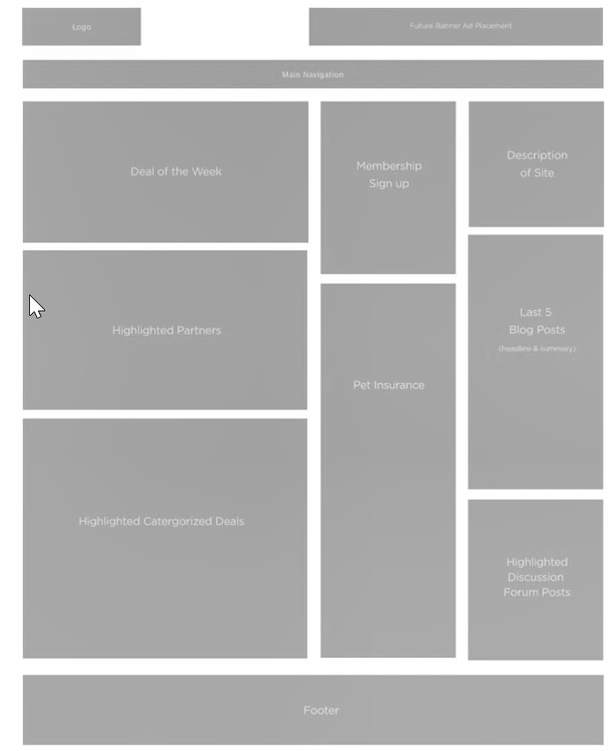 Logo
Future Banner Ad Placement
Main Navigation
Deal of the Week
Membership
Sign up
Description
of Site
Highlighted Partners
Pet Insurance
Last 5
Blog Posts
(headline & summary)
Highlighted Catergorized Deals
Highlighted
Discussion
Forum Posts
Footer